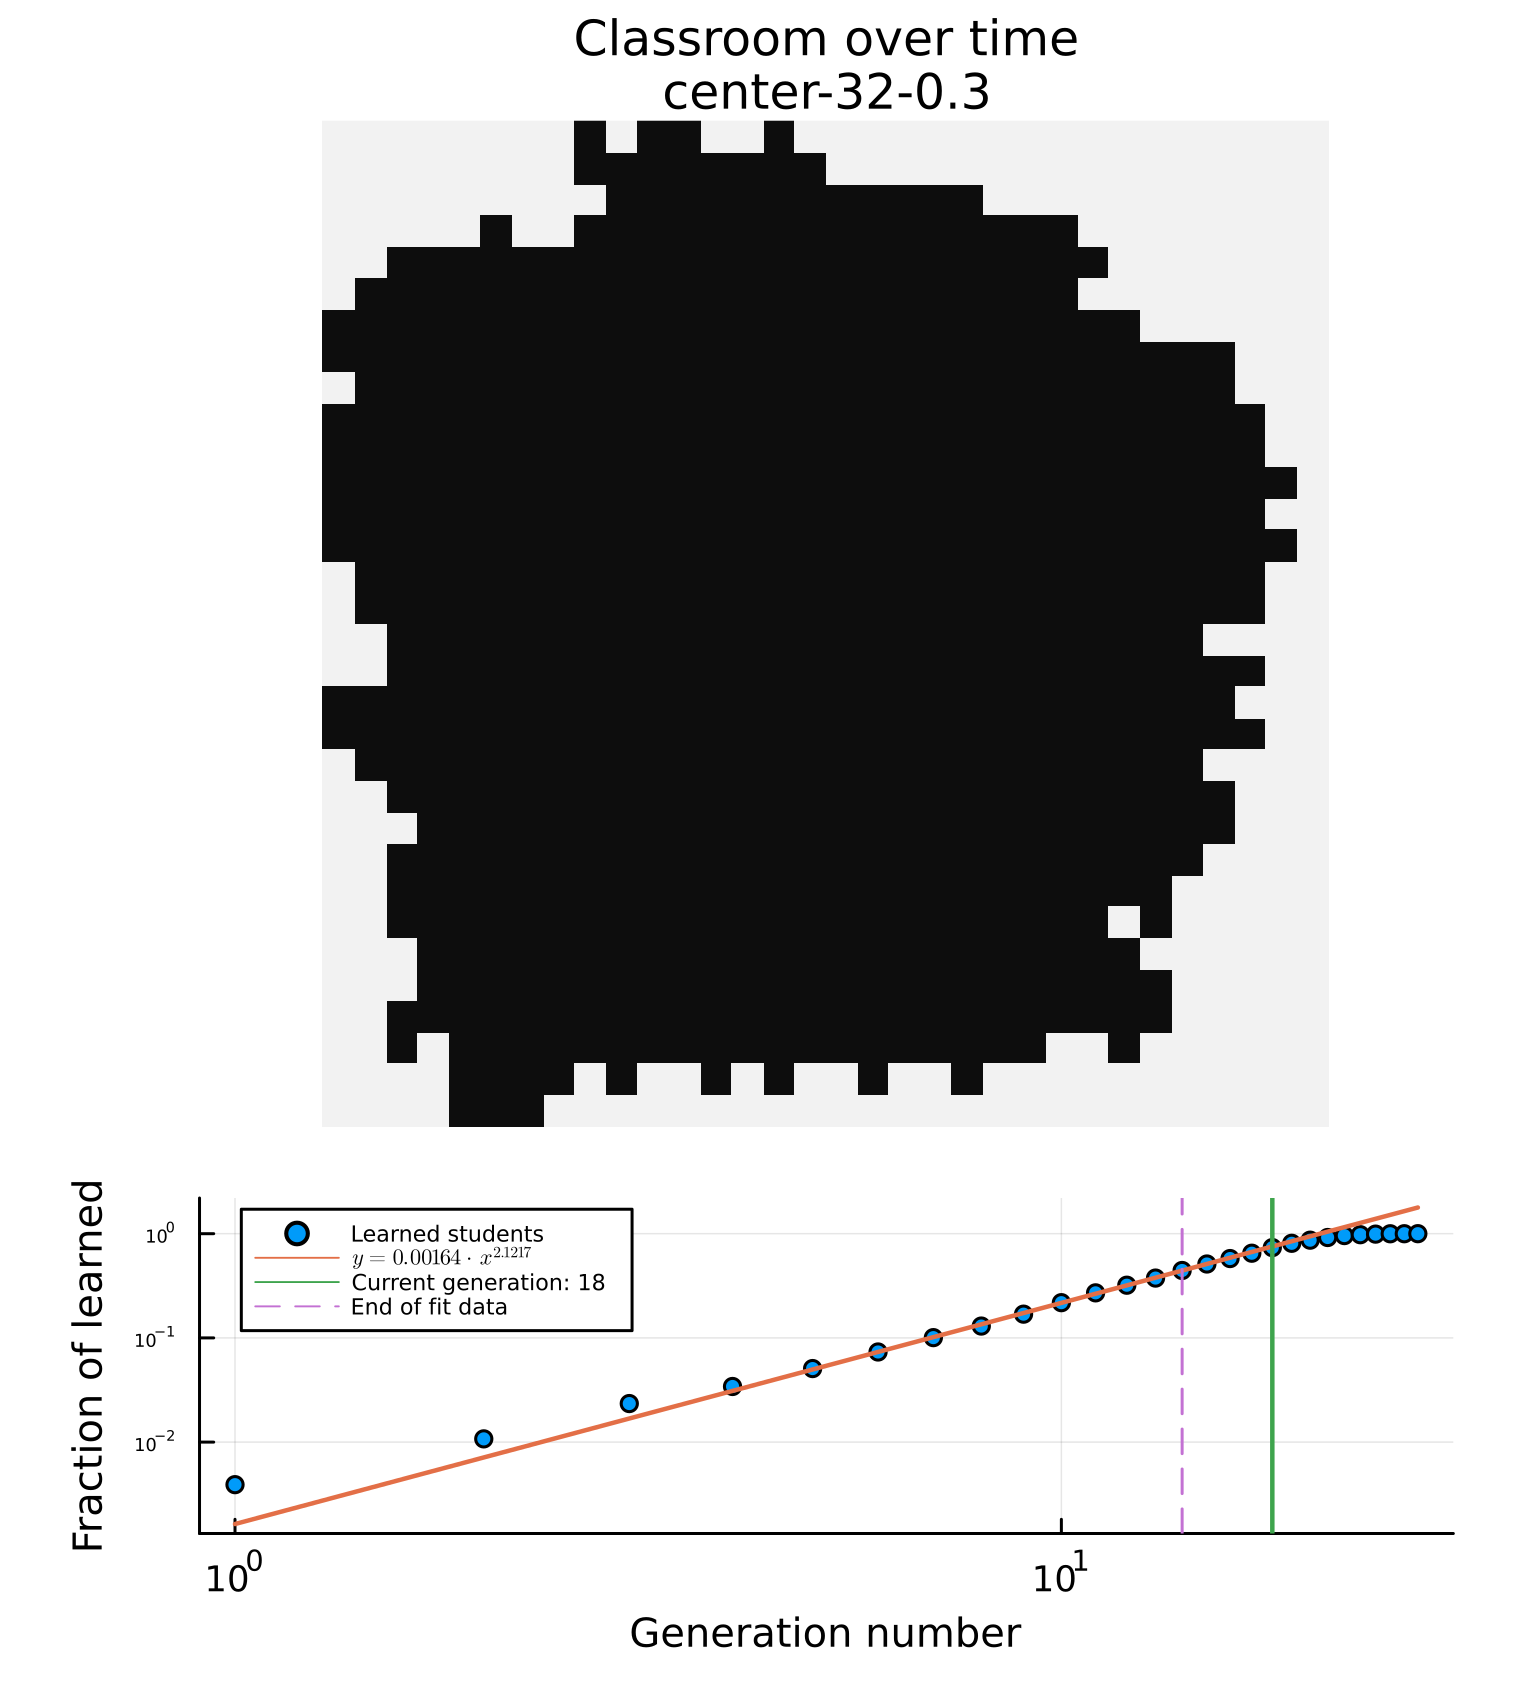 Classroom over time
center-32-0.3
Fraction of learned
10^0
10^−1
10^−2
Learned students
y = 0.00164 · x^2.1217
Current generation: 18
End of fit data
10^0
10^1
Generation number